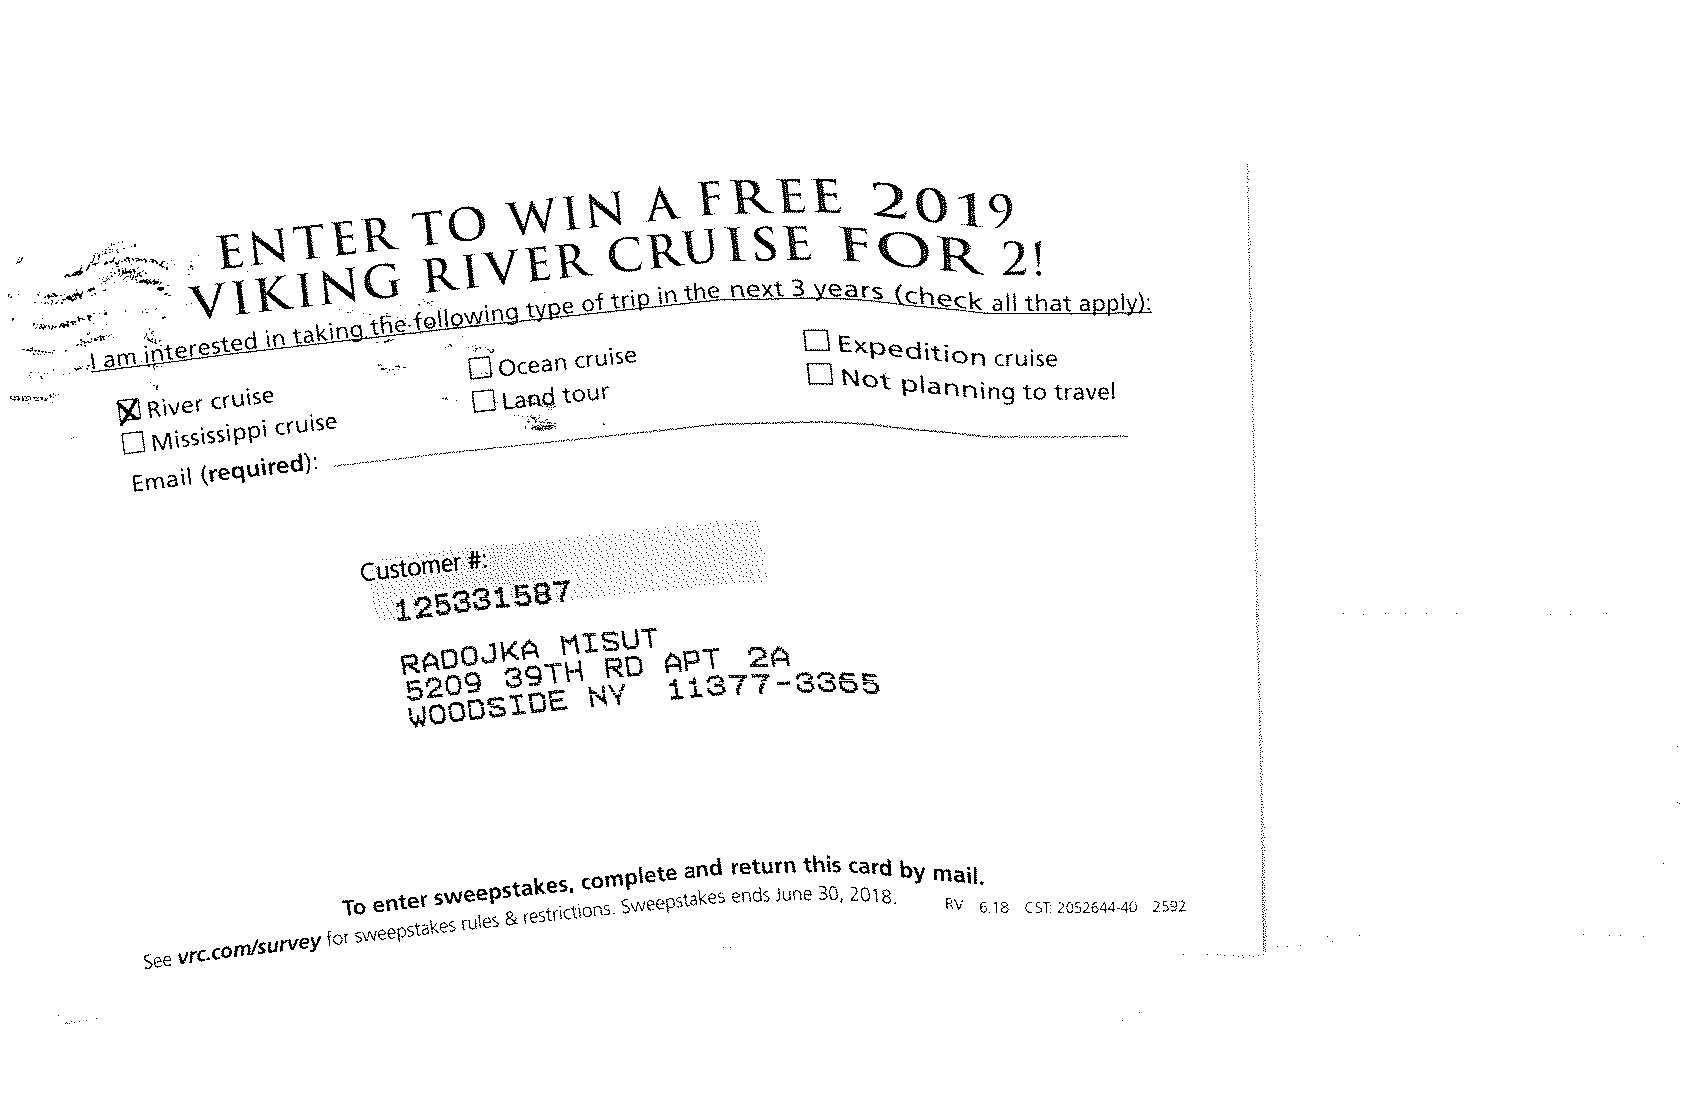 ENTER TO WIN A FREE 2019
VIKING RIVER CRUISE FOR 2!
I am interested in taking the following type of trip in the next 3 years (check all that apply):
River cruise
Mississippi cruise
Ocean cruise
Land tour
Expedition cruise
Not planning to travel
Email (required):
Customer #:
125331587
RADOJKA MISUT
5209 39TH RD APT 2A
WOODSIDE NY 11377-3365
To enter sweepstakes, complete and return this card by mail.
See vrc.com/survey for sweepstakes rules & restrictions. Sweepstakes ends June 30, 2018.
RV 6.18 CST: 2052644-40 2592